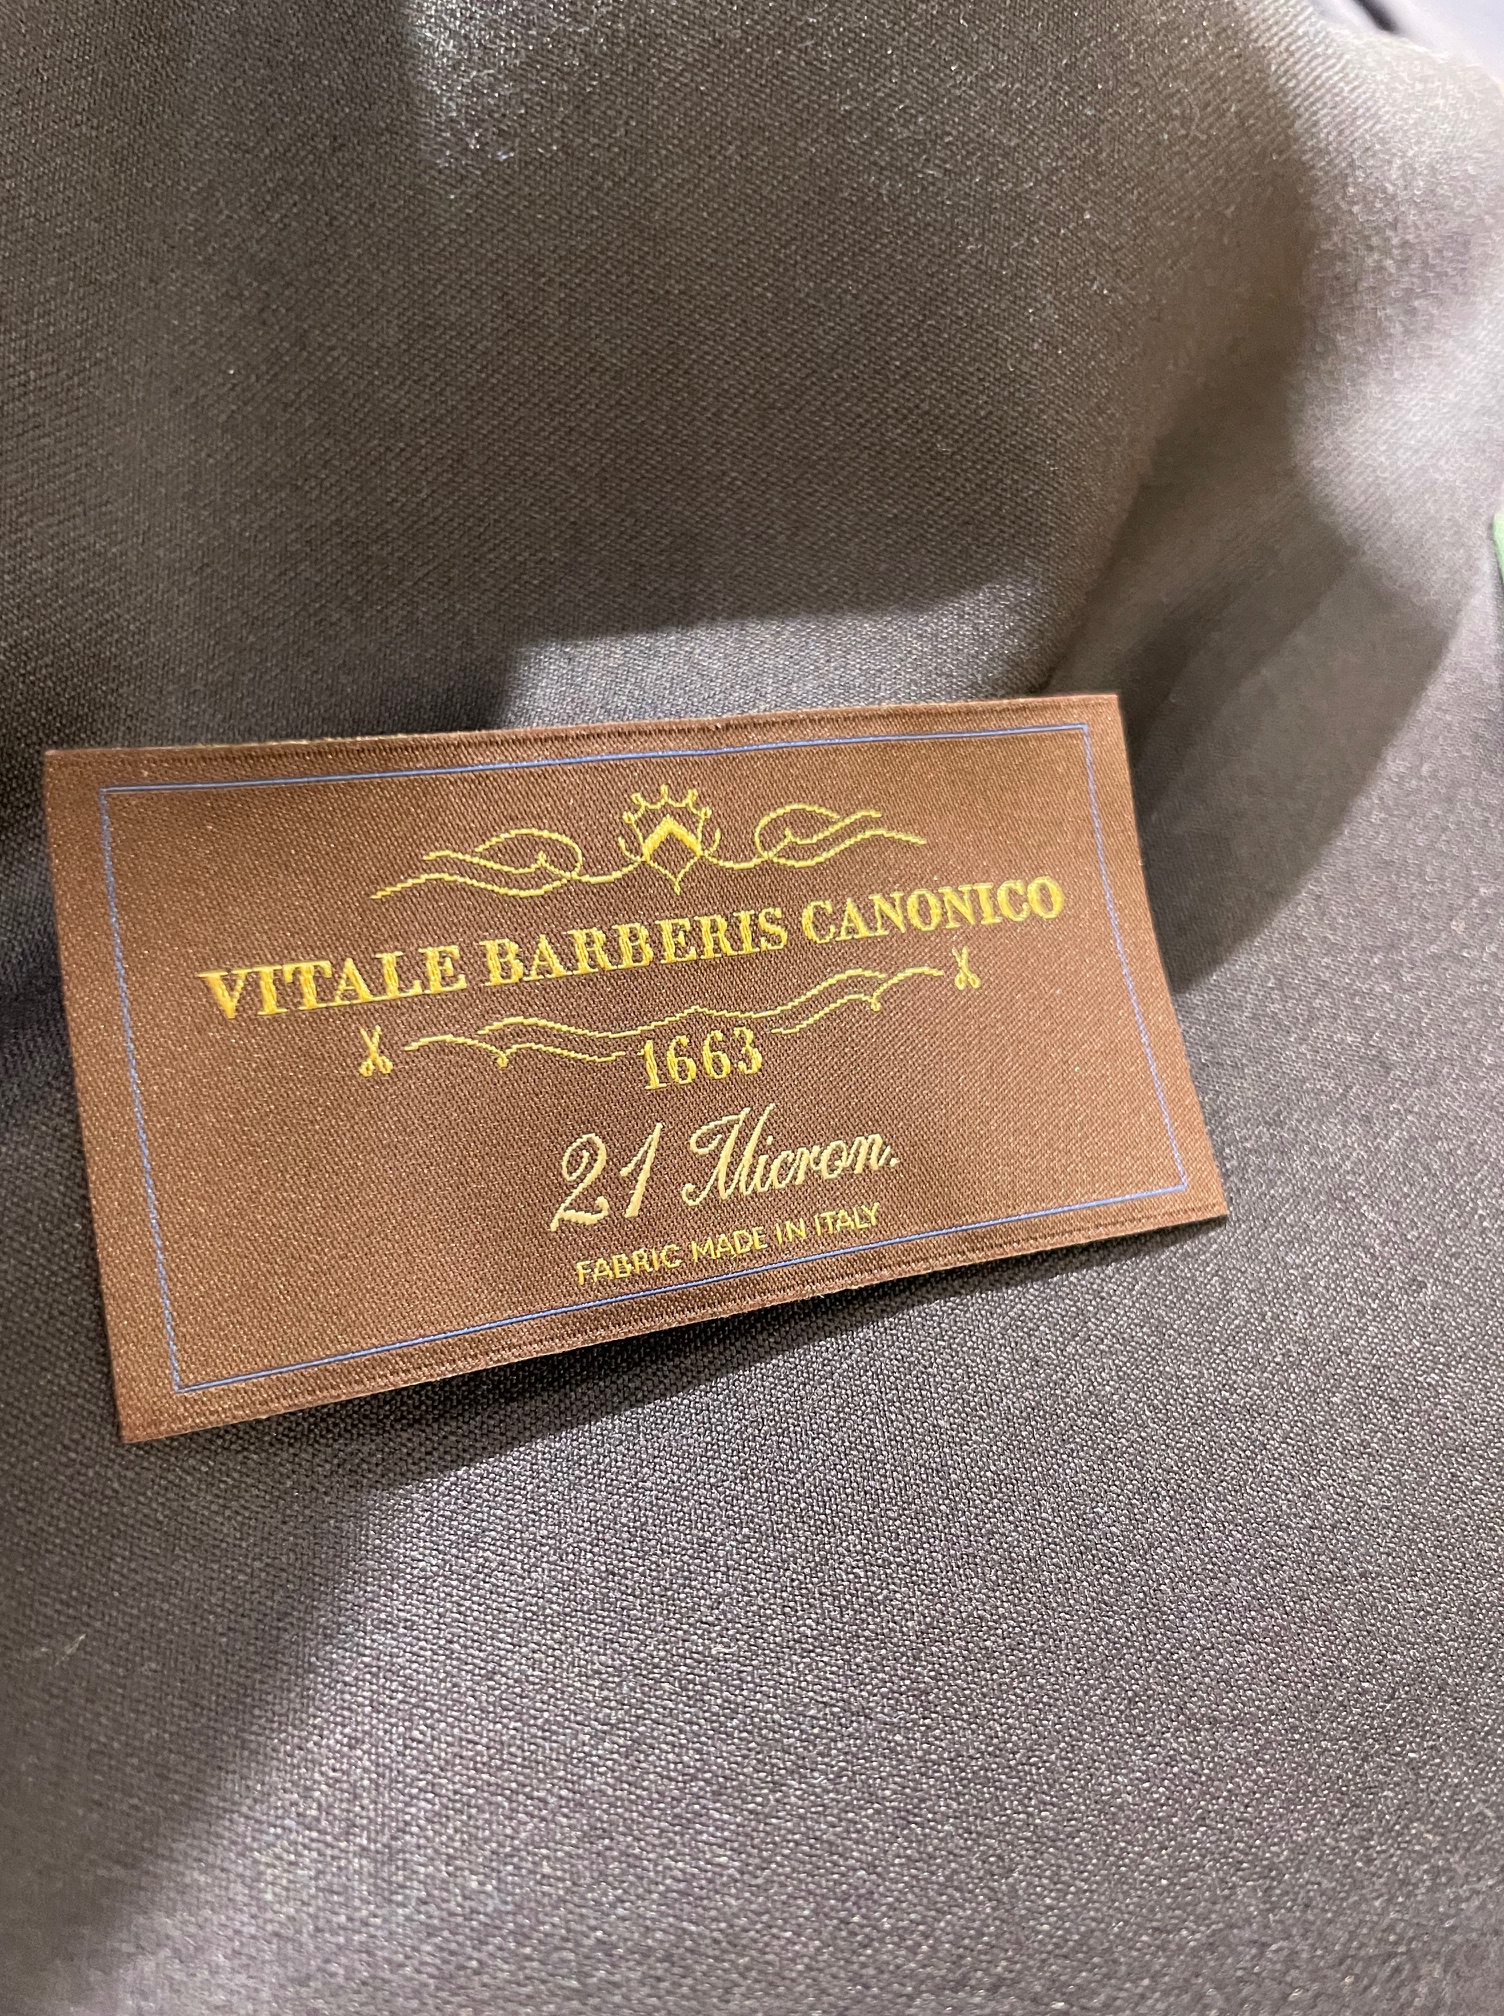 VITALE BARBERIS CANONICO
1663
21 Micron.
FABRIC MADE IN ITALY